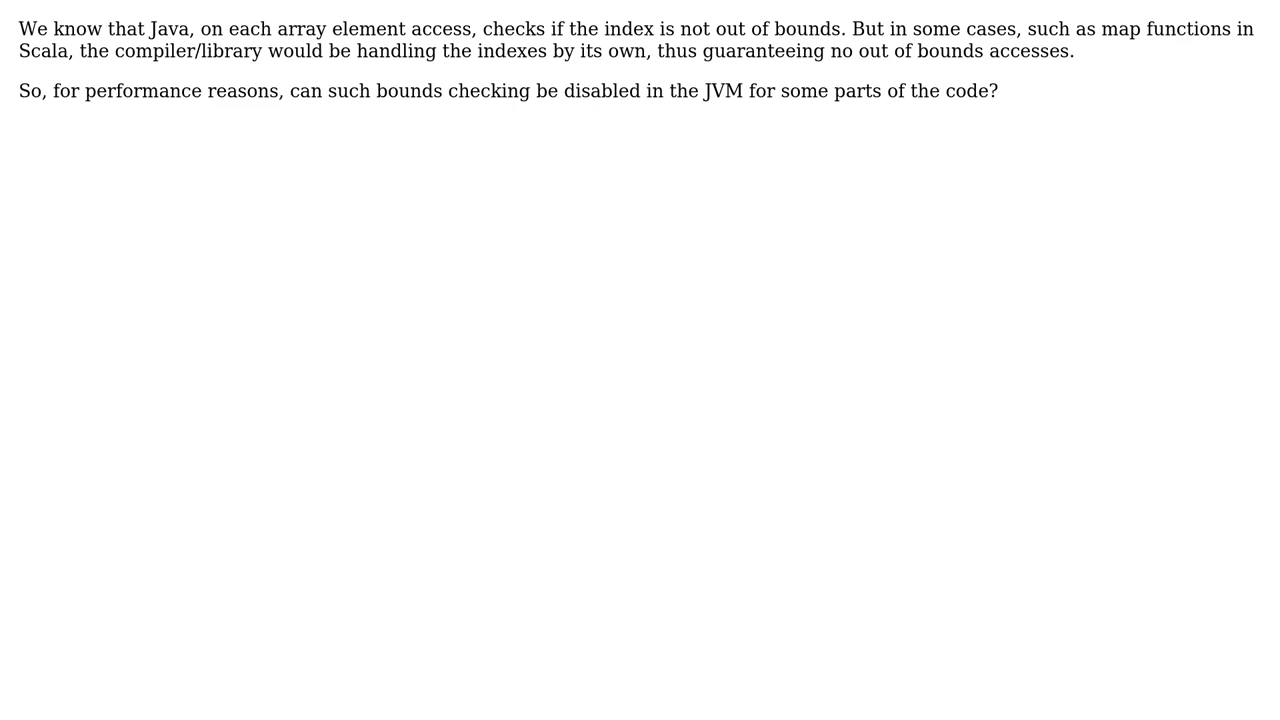 We know that Java, on each array element access, checks if the index is not out of bounds. But in some cases, such as map functions in
Scala, the compiler/library would be handling the indexes by its own, thus guaranteeing no out of bounds accesses.
So, for performance reasons, can such bounds checking be disabled in the JVM for some parts of the code?